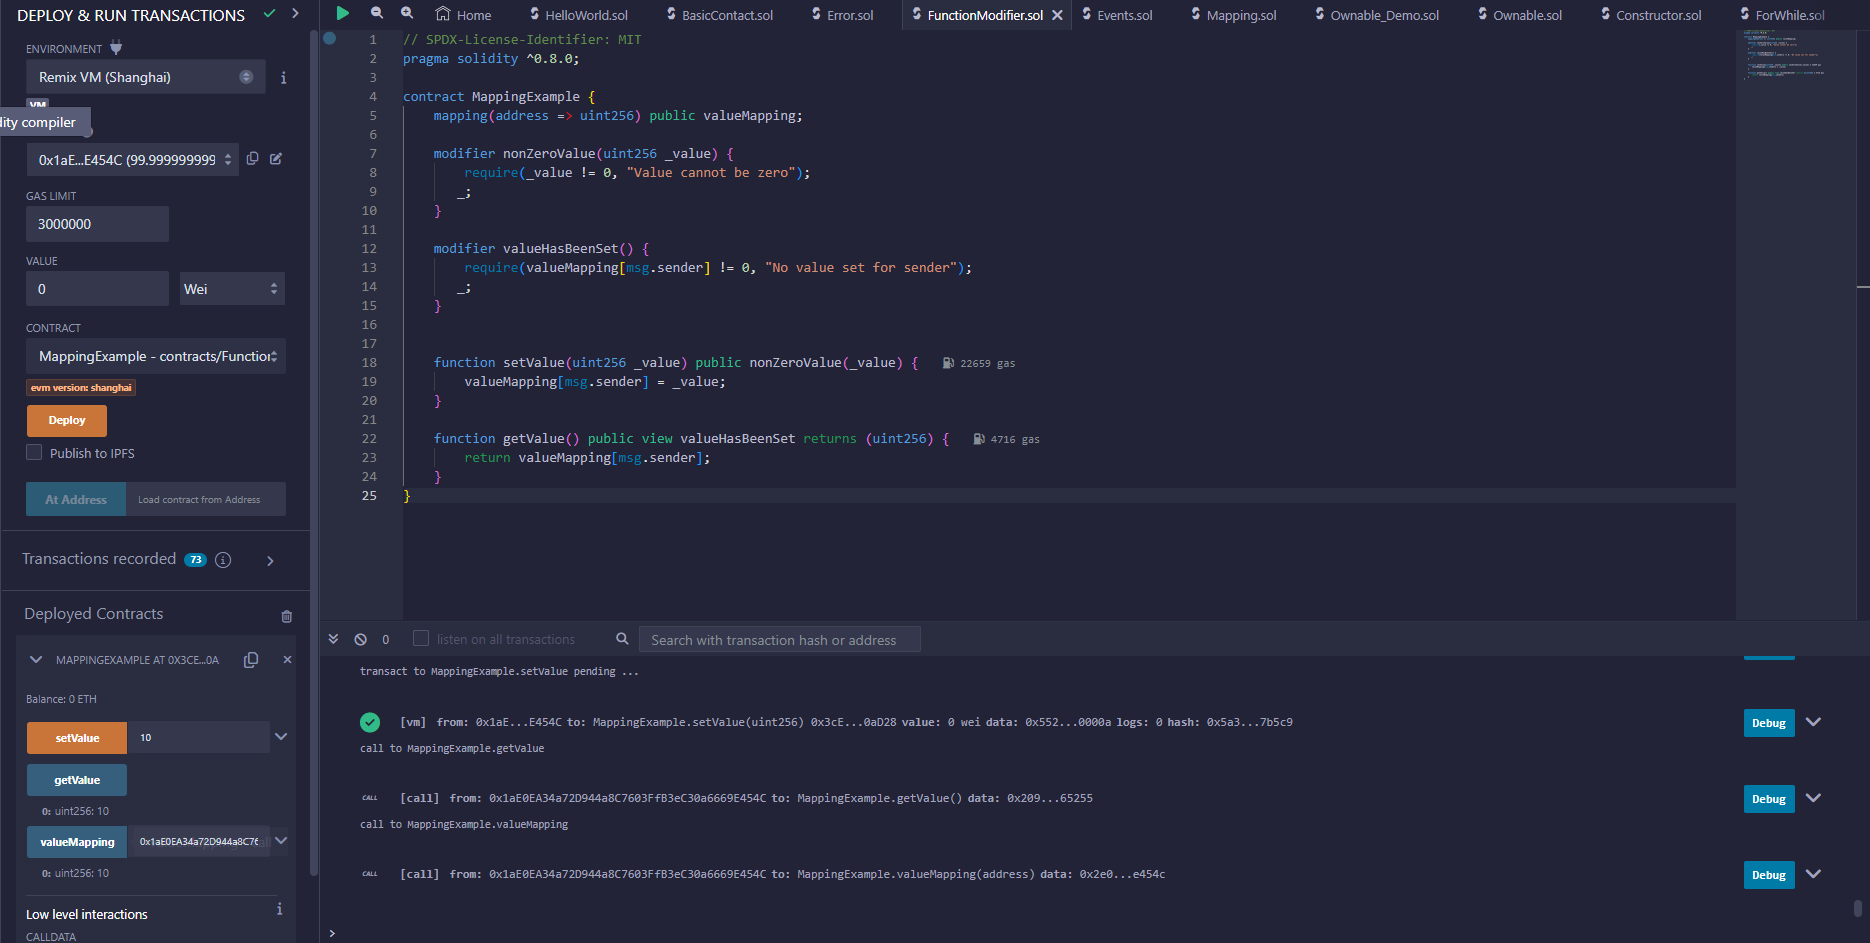 DEPLOY & RUN TRANSACTIONS
ENVIRONMENT
Remix VM (Shanghai)
VM
lity compiler
0x1aE...E454C (99.999999999
GAS LIMIT
3000000
VALUE
0
Wei
CONTRACT
MappingExample - contracts/Function
evm version: shanghai
Deploy
Publish to IPFS
At Address
Load contract from Address
Transactions recorded 73
Deployed Contracts
MAPPINGEXAMPLE AT 0X3CE...0A
Balance: 0 ETH
setValue
10
getValue
0: uint256: 10
valueMapping
0x1aE0EA34a72D944a8C76
0: uint256: 10
Low level interactions
CALLDATA
Home
HelloWorld.sol
BasicContact.sol
Error.sol
FunctionModifier.sol
Events.sol
Mapping.sol
Ownable_Demo.sol
Ownable.sol
Constructor.sol
ForWhile.sol
1 // SPDX-License-Identifier: MIT
2 pragma solidity ^0.8.0;
3
4 contract MappingExample {
5 mapping(address => uint256) public valueMapping;
6
7 modifier nonZeroValue(uint256 _value) {
8 require(_value != 0, "Value cannot be zero");
9 _;
10 }
11
12 modifier valueHasBeenSet() {
13 require(valueMapping[msg.sender] != 0, "No value set for sender");
14 _;
15 }
16
17
18 function setValue(uint256 _value) public nonZeroValue(_value) { 22659 gas
19 valueMapping[msg.sender] = _value;
20 }
21
22 function getValue() public view valueHasBeenSet returns (uint256) { 4716 gas
23 return valueMapping[msg.sender];
24 }
25 }
0
listen on all transactions
Search with transaction hash or address
transact to MappingExample.setValue pending ...
[vm] from: 0x1aE...E454C to: MappingExample.setValue(uint256) 0x3cE...0aD28 value: 0 wei data: 0x552...0000a logs: 0 hash: 0x5a3...7b5c9
Debug
call to MappingExample.getValue
CALL [call] from: 0x1aE0EA34a72D944a8C7603FfB3eC30a6669E454C to: MappingExample.getValue() data: 0x209...65255
Debug
call to MappingExample.valueMapping
CALL [call] from: 0x1aE0EA34a72D944a8C7603FfB3eC30a6669E454C to: MappingExample.valueMapping(address) data: 0x2e0...e454c
Debug
>